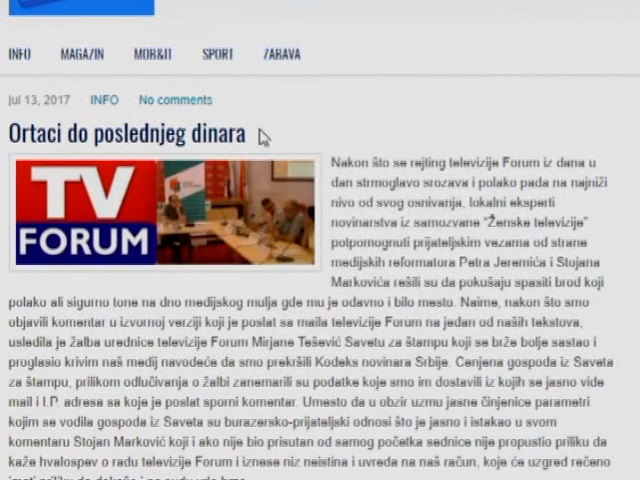 INFO MAGAZIN MOB&IT SPORT ZABAVA
Jul 13, 2017 INFO No comments
Ortaci do poslednjeg dinara
TV
FORUM
Nakon što se rejting televizije Forum iz dana u
dan strmoglavo srozava i polako pada na najniži
nivo od svog osnivanja, lokalni eksperti
novinarstva iz samozvane "Ženske televizije"
potpomgnuti prijateljskim vezama od strane
medijskih reformatora Petra Jeremića i Stojana
Markovića rešili su da pokušaju spasiti brod koji
polako ali sigurno tone na dno medijskog mulja gde mu je odavno i bilo mesto. Naime, nakon što smo
objavili komentar u izvornoj verziji koji je poslat sa maila televizije Forum na jedan od naših tekstova,
usledila je žalba urednice televizije Forum Mirjane Tešević Savetu za štampu koji se brže bolje sastao i
proglasio krivim naš medij navodeće da smo prekršili Kodeks novinara Srbije. Cenjena gospoda iz Saveta
za štampu, prilikom odlučivanja o žalbi zanemarili su podatke koje smo im dostavili iz kojih se jasno vide
mail i I.P. adresa sa koje je poslat sporni komentar. Umesto da u obzir uzmu jasne činjenice parametri
kojim se vodila gospoda iz Saveta su burazersko-prijateljski odnosi što je jasno i istakao u svom
komentaru Stojan Marković koji i ako nije bio prisutan od samog početka sednice nije propustio priliku da
kaže hvalospev o radu televizije Forum i iznese niz neistina i uvreda na naš račun, koje će uzgred rečeno
imati priliku da dokaže i na sudu vrlo brzo.